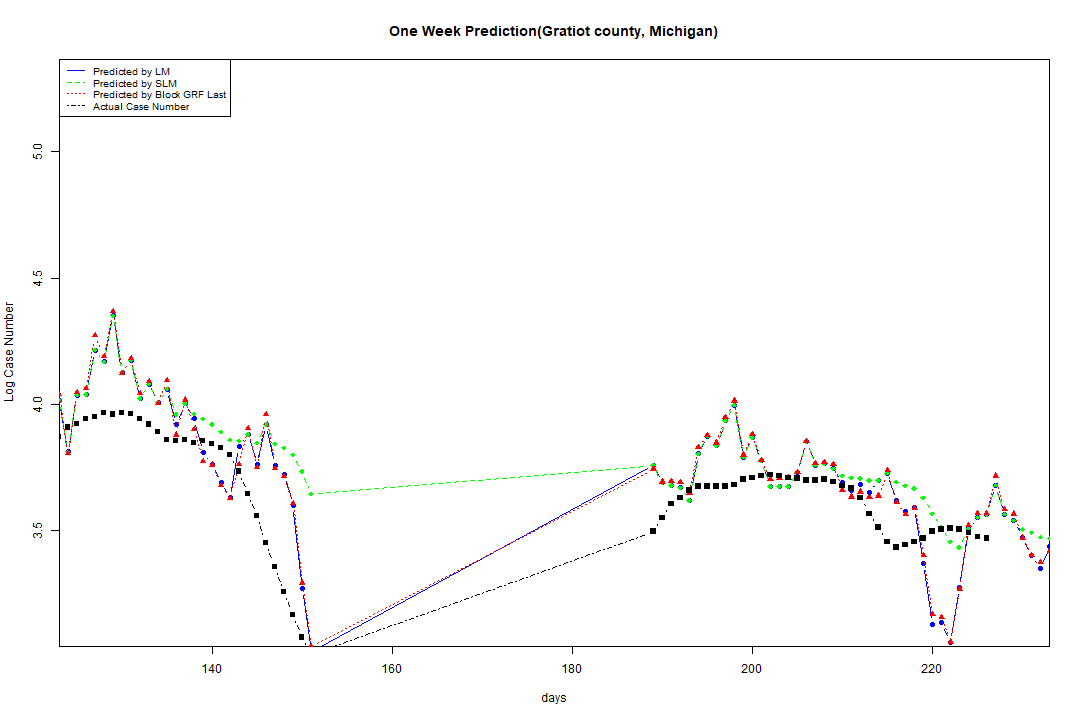 One Week Prediction(Gratiot county, Michigan)
Predicted by LM
Predicted by SLM
Predicted by Block GRF Last
Actual Case Number
5.0
4.5
4.0
3.5
Log Case Number
140 160 180 200 220
days